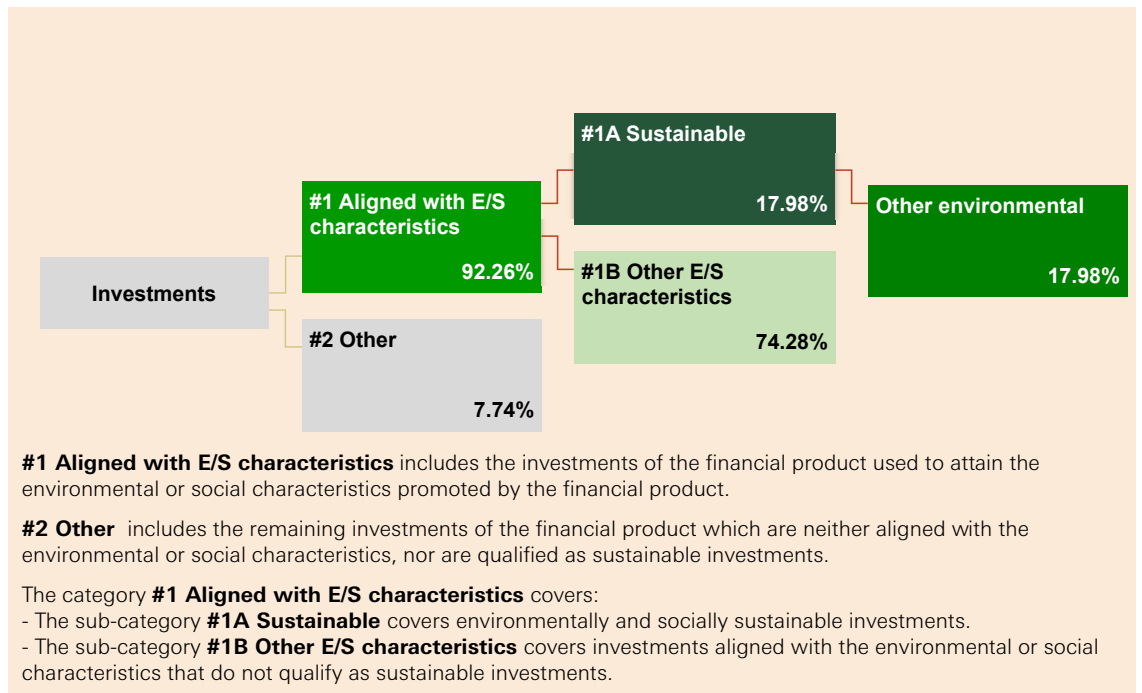 #1A Sustainable
17.98%
#1 Aligned with E/S
characteristics
92.26%
Other environmental
17.98%
Investments
#1B Other E/S
characteristics
74.28%
#2 Other
7.74%
#1 Aligned with E/S characteristics includes the investments of the financial product used to attain the
environmental or social characteristics promoted by the financial product.
#2 Other includes the remaining investments of the financial product which are neither aligned with the
environmental or social characteristics, nor are qualified as sustainable investments.
The category #1 Aligned with E/S characteristics covers:
- The sub-category #1A Sustainable covers environmentally and socially sustainable investments.
- The sub-category #1B Other E/S characteristics covers investments aligned with the environmental or social
characteristics that do not qualify as sustainable investments.